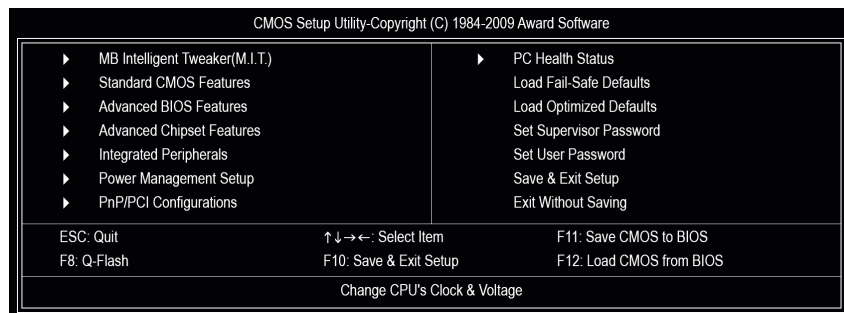 CMOS Setup Utility-Copyright (C) 1984-2009 Award Software
MB Intelligent Tweaker(M.I.T.)
Standard CMOS Features
Advanced BIOS Features
Advanced Chipset Features
Integrated Peripherals
Power Management Setup
PnP/PCI Configurations
PC Health Status
Load Fail-Safe Defaults
Load Optimized Defaults
Set Supervisor Password
Set User Password
Save & Exit Setup
Exit Without Saving
ESC: Quit ↑↓→←: Select Item F11: Save CMOS to BIOS
F8: Q-Flash F10: Save & Exit Setup F12: Load CMOS from BIOS
Change CPU's Clock & Voltage